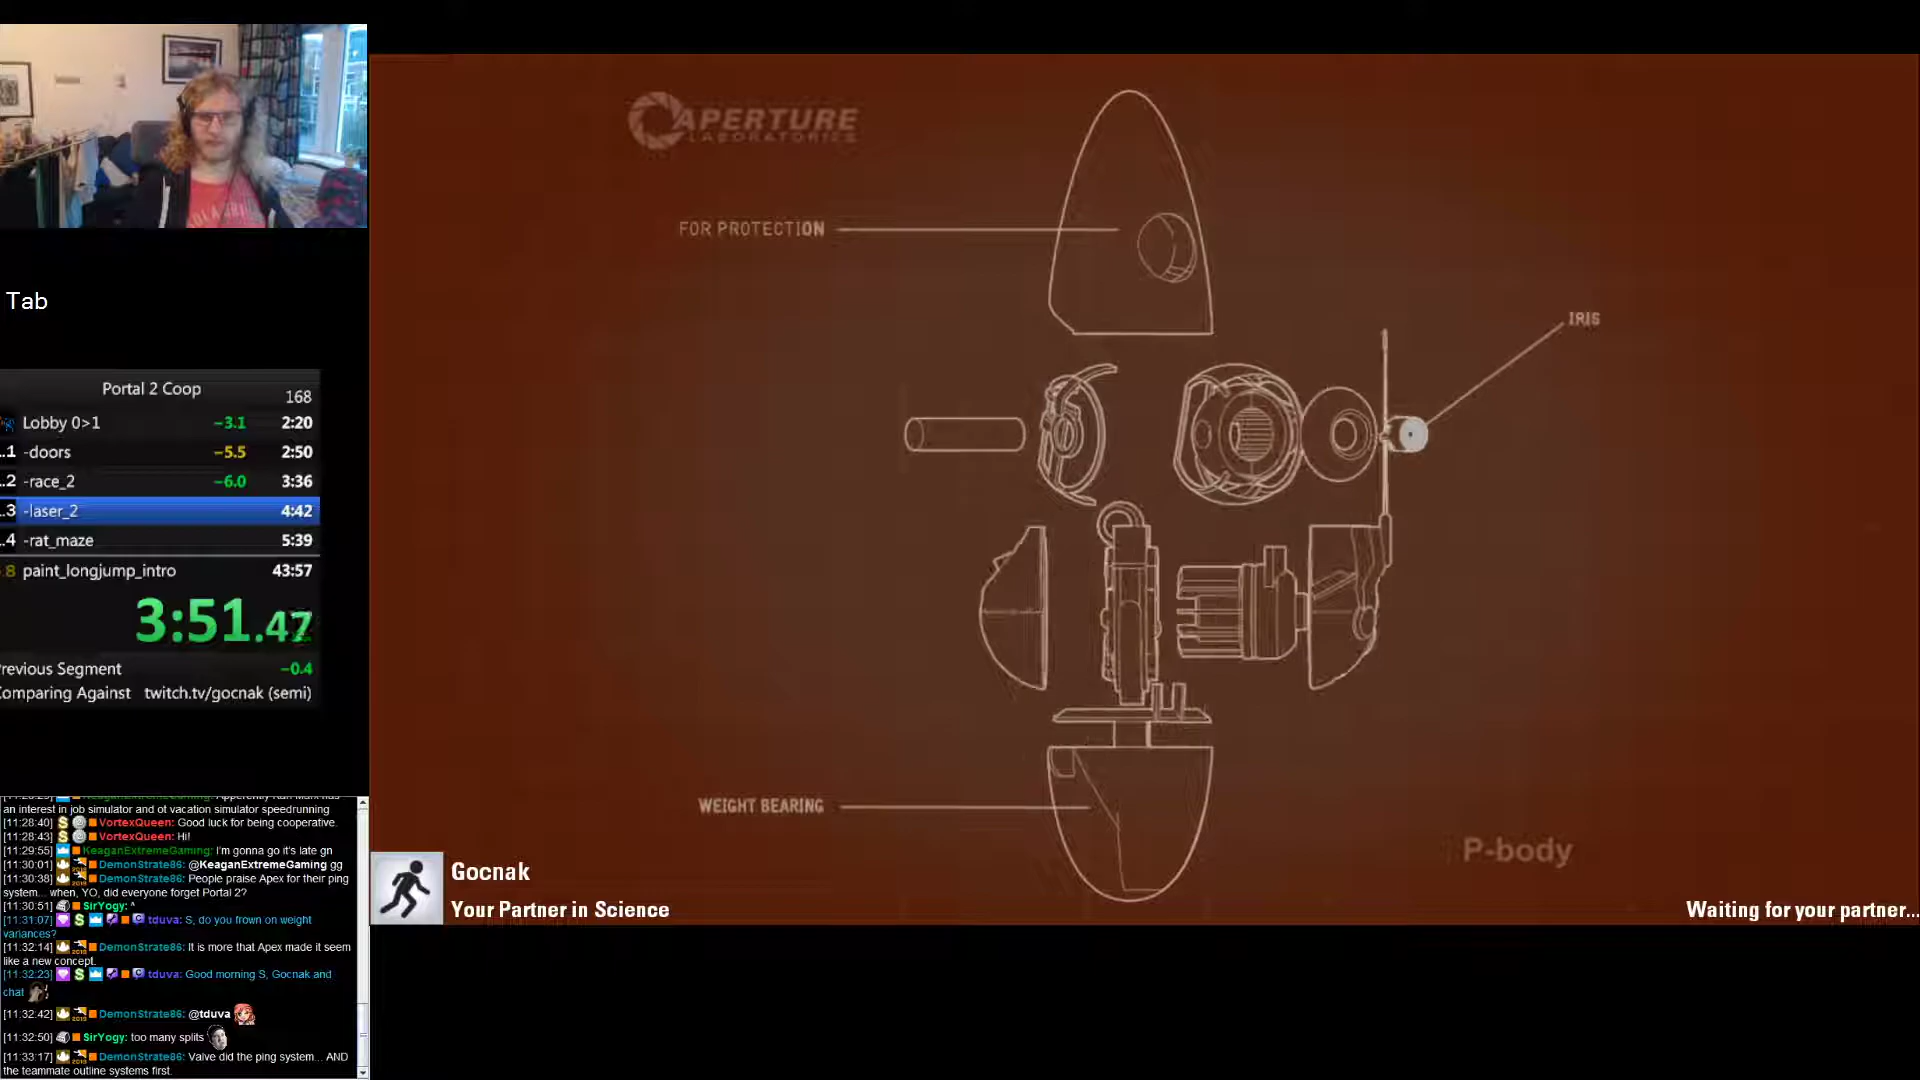 Tab
Portal 2 Coop
168
Lobby 0>1 −3.1 2:20
.1 -doors −5.5 2:50
.2 -race_2 −6.0 3:36
.3 -laser_2 4:42
.4 -rat_maze 5:39
8 paint_longjump_intro 43:57
3:51.47
revious Segment −0.4
omparing Against twitch.tv/gocnak (semi)
an interest in job simulator and of vacation simulator speedrunning
[11:28:40] VortexQueen: Good luck for being cooperative.
[11:28:43] VortexQueen: Hi!
[11:29:55] KeaganExtremeGaming: I'm gonna go it's late gn
[11:30:01] DemonStrate86: @KeaganExtremeGaming gg
[11:30:38] DemonStrate86: People praise Apex for their ping
system... when, YO, did everyone forget Portal 2?
[11:30:51] SirYogy: ^
[11:31:07] tduva: S, do you frown on weight
variances?
[11:32:14] DemonStrate86: It is more that Apex made it seem
like a new concept.
[11:32:23] tduva: Good morning S, Gocnak and
chat
[11:32:42] DemonStrate86: @tduva
[11:32:50] SirYogy: too many splits
[11:33:17] DemonStrate86: Valve did the ping system... AND
the teammate outline systems first.
APERTURE
LABORATORIES
FOR PROTECTION
IRIS
WEIGHT BEARING
P-body
Gocnak
Your Partner in Science
Waiting for your partner...